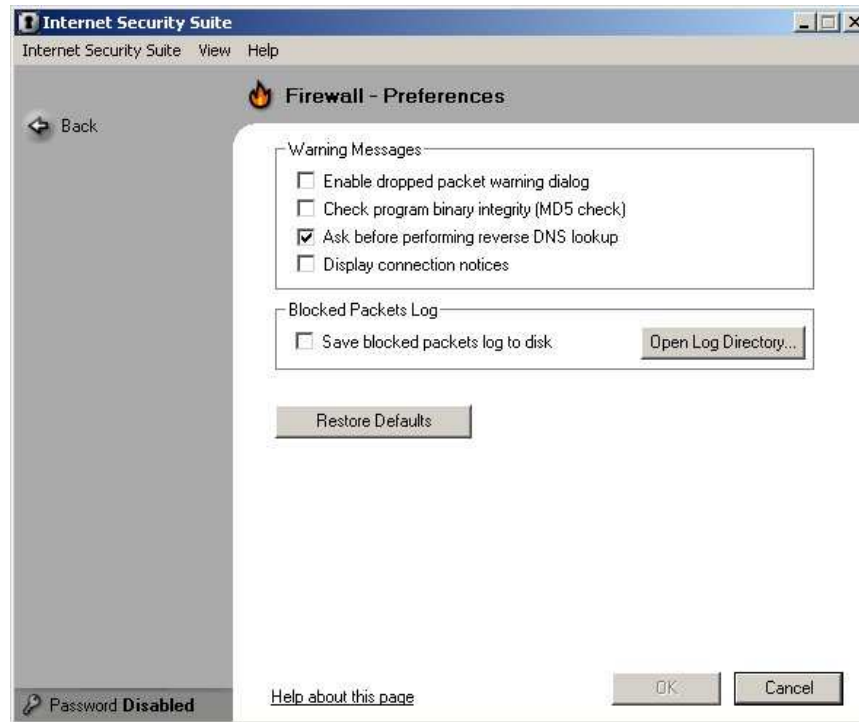 Internet Security Suite
Internet Security Suite View Help
Firewall - Preferences
Back
Warning Messages
Enable dropped packet warning dialog
Check program binary integrity (MD5 check)
Ask before performing reverse DNS lookup
Display connection notices
Blocked Packets Log
Save blocked packets log to disk
Open Log Directory...
Restore Defaults
Password Disabled
Help about this page
OK
Cancel